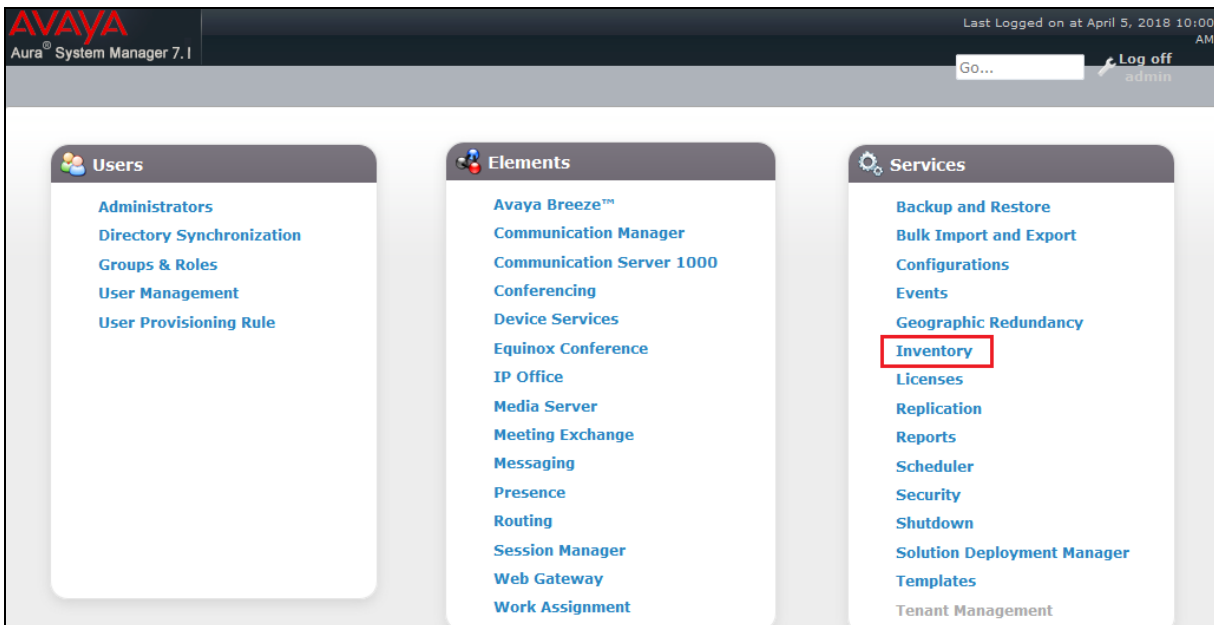 AVAYA
Aura® System Manager 7.1
Last Logged on at April 5, 2018 10:00
AM
Go...
Log off
admin
Users
Administrators
Directory Synchronization
Groups & Roles
User Management
User Provisioning Rule
Elements
Avaya Breeze™
Communication Manager
Communication Server 1000
Conferencing
Device Services
Equinox Conference
IP Office
Media Server
Meeting Exchange
Messaging
Presence
Routing
Session Manager
Web Gateway
Work Assignment
Services
Backup and Restore
Bulk Import and Export
Configurations
Events
Geographic Redundancy
Inventory
Licenses
Replication
Reports
Scheduler
Security
Shutdown
Solution Deployment Manager
Templates
Tenant Management